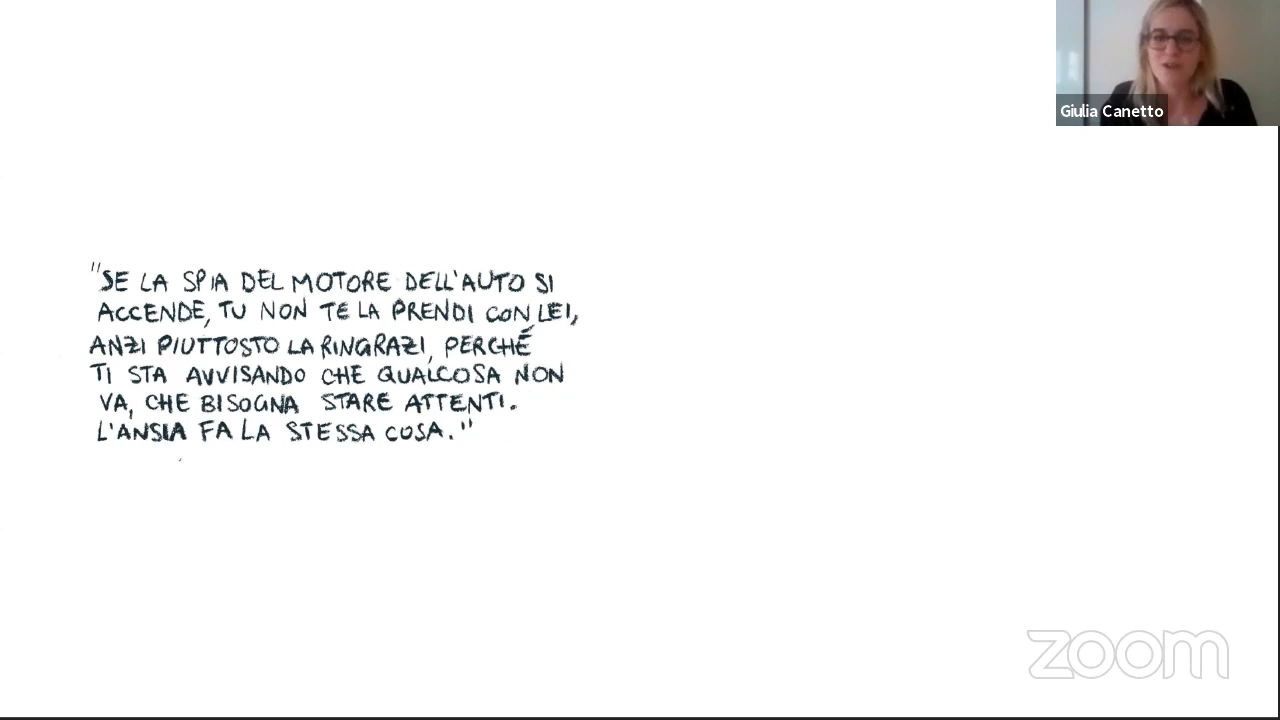 Giulia Canetto
"SE LA SPIA DEL MOTORE DELL'AUTO SI
ACCENDE, TU NON TE LA PRENDI CON LEI,
ANZI PIUTTOSTO LA RINGRAZI, PERCHÉ
TI STA AVVISANDO CHE QUALCOSA NON
VA, CHE BISOGNA STARE ATTENTI.
L'ANSIA FA LA STESSA COSA."
zoom